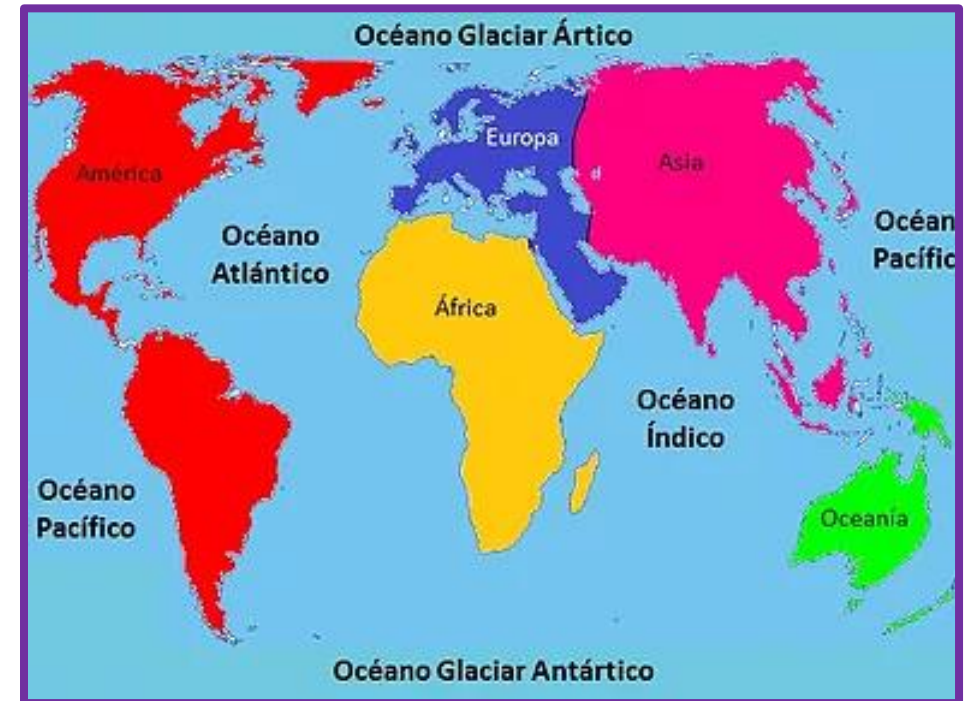 Océano Glaciar Ártico
Europa
América
Asia
Océano
Atlántico
Océan
Pacífic
África
Océano
Índico
Océano
Pacífico
Oceanía
Océano Glaciar Antártico